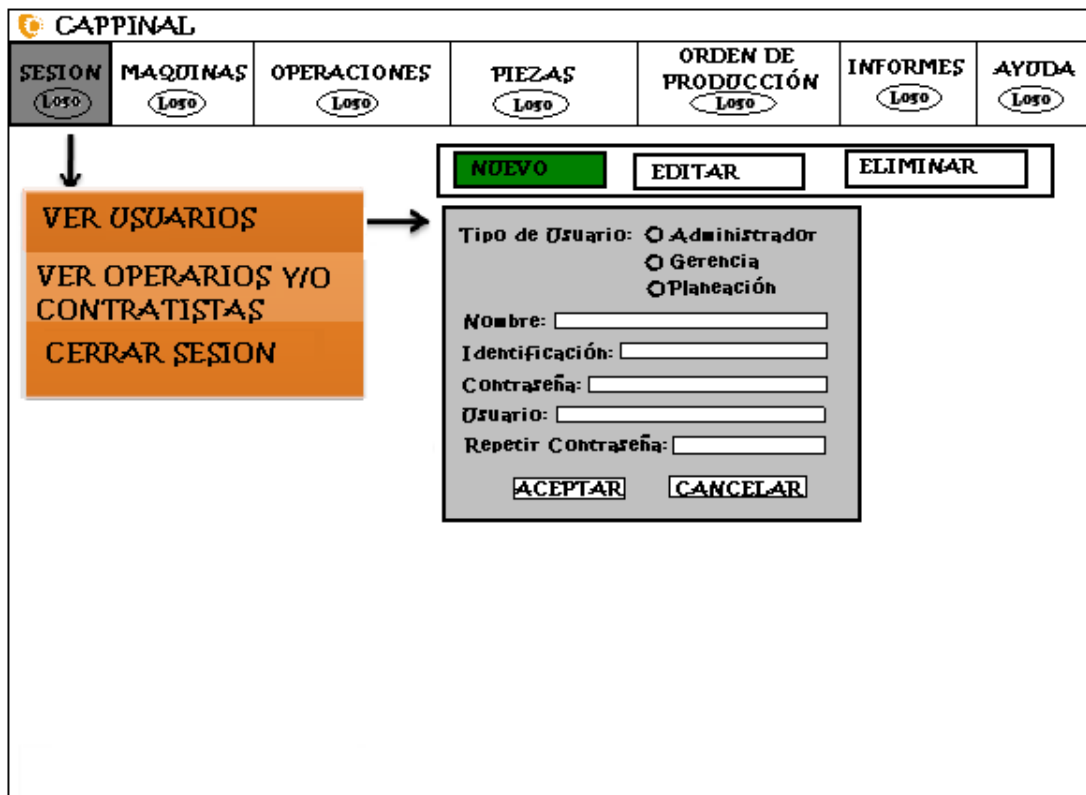 CAPPINAL
SESION
Logo
MAQUINAS
Logo
OPERACIONES
Logo
PIEZAS
Logo
ORDEN DE
PRODUCCIÓN
Logo
INFORMES
Logo
AYUDA
Logo
NUEVO
EDITAR
ELIMINAR
VER USUARIOS
VER OPERARIOS Y/O
CONTRATISTAS
CERRAR SESION
Tipo de Usuario: Administrador
Gerencia
Planeación
Nombre:
Identificación:
Contraseña:
Usuario:
Repetir Contraseña:
ACEPTAR
CANCELAR